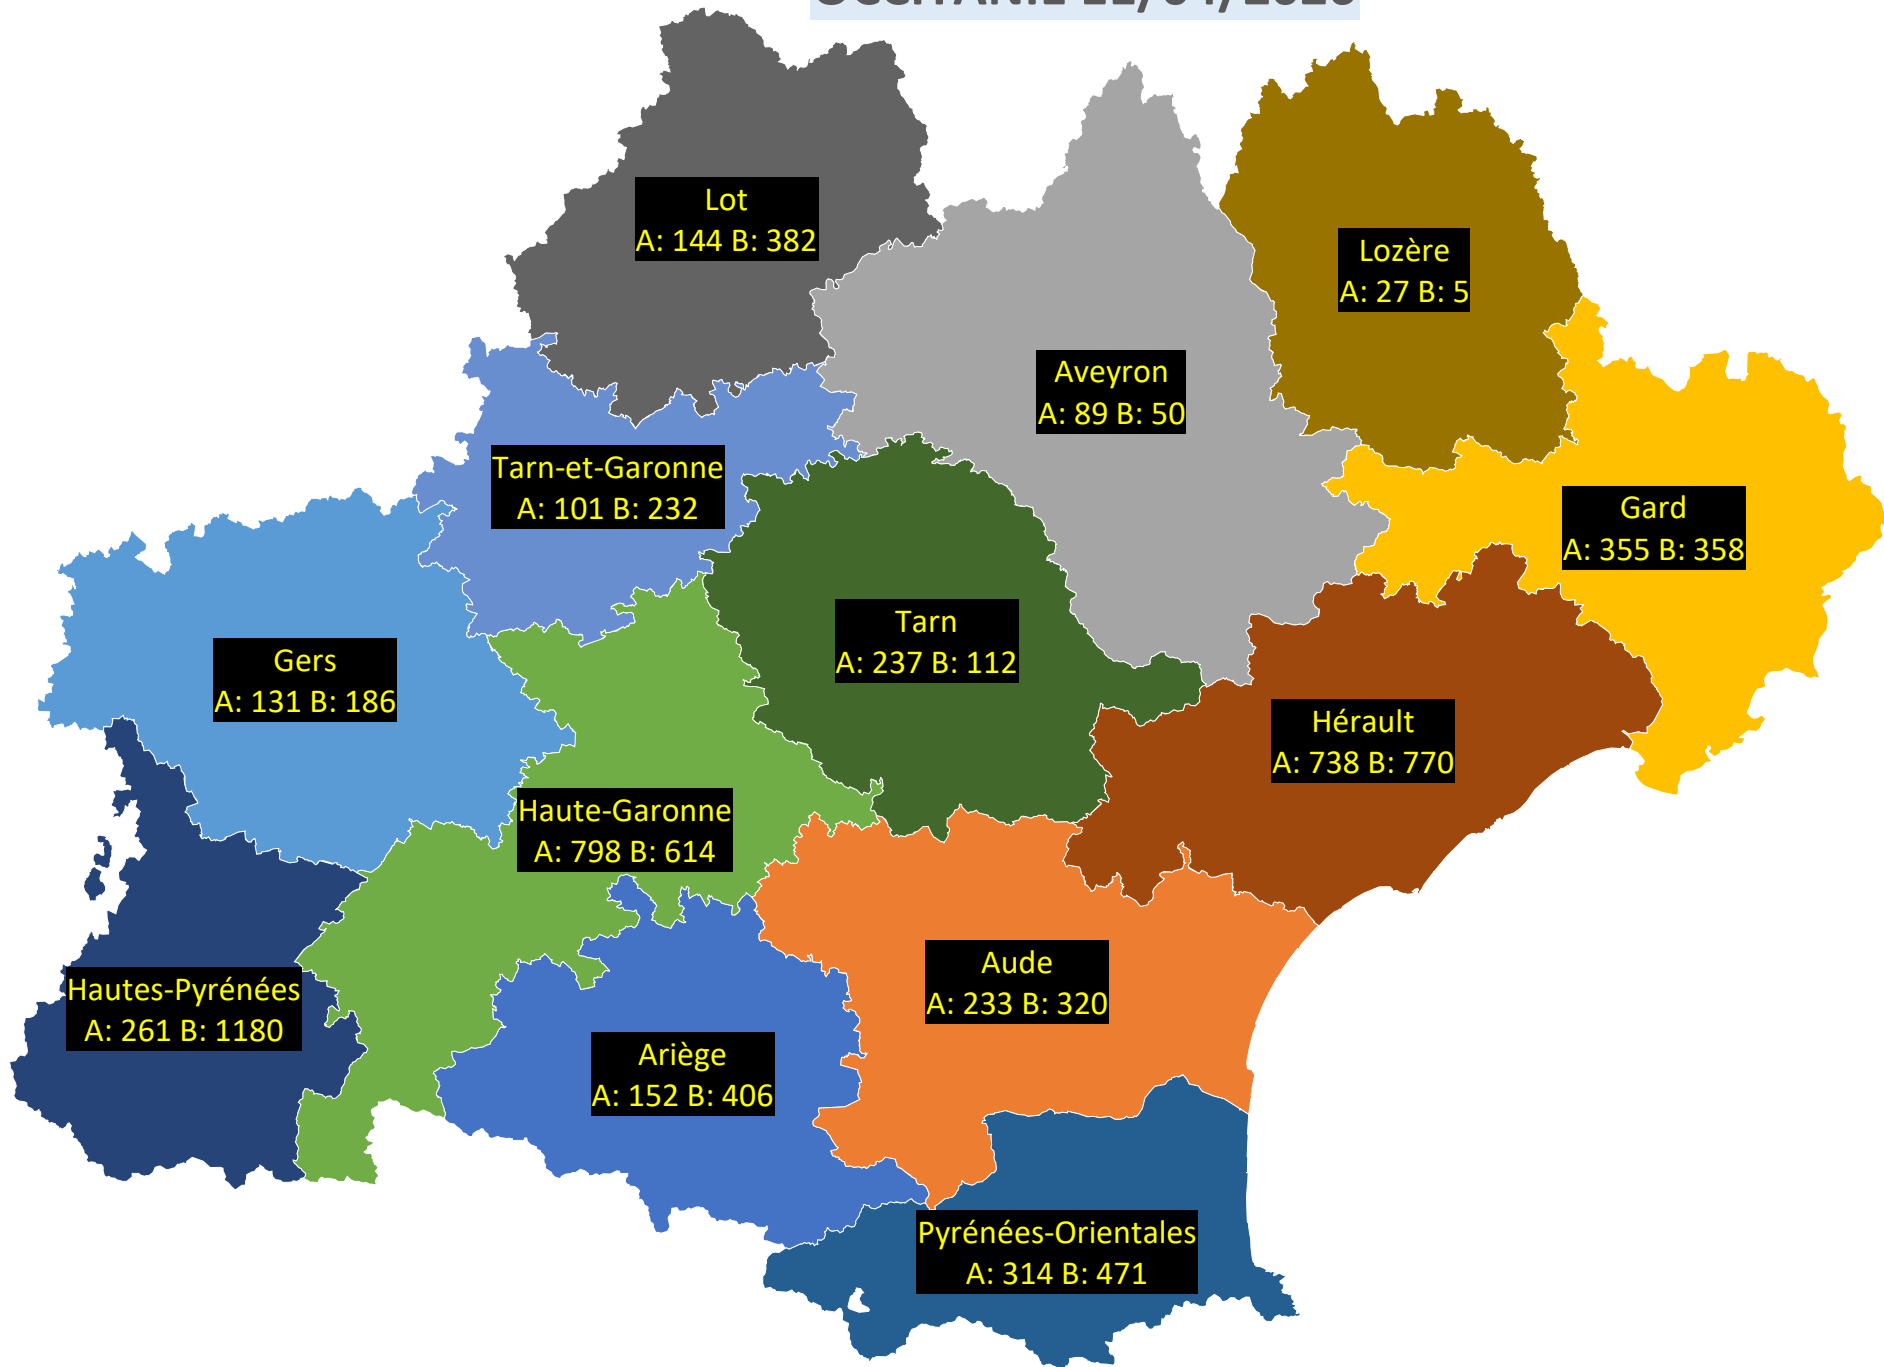 Lot
A: 144 B: 382
Lozère
A: 27 B: 5
Aveyron
A: 89 B: 50
Tarn-et-Garonne
A: 101 B: 232
Gard
A: 355 B: 358
Tarn
A: 237 B: 112
Gers
A: 131 B: 186
Hérault
A: 738 B: 770
Haute-Garonne
A: 798 B: 614
Aude
A: 233 B: 320
Hautes-Pyrénées
A: 261 B: 1180
Ariège
A: 152 B: 406
Pyrénées-Orientales
A: 314 B: 471